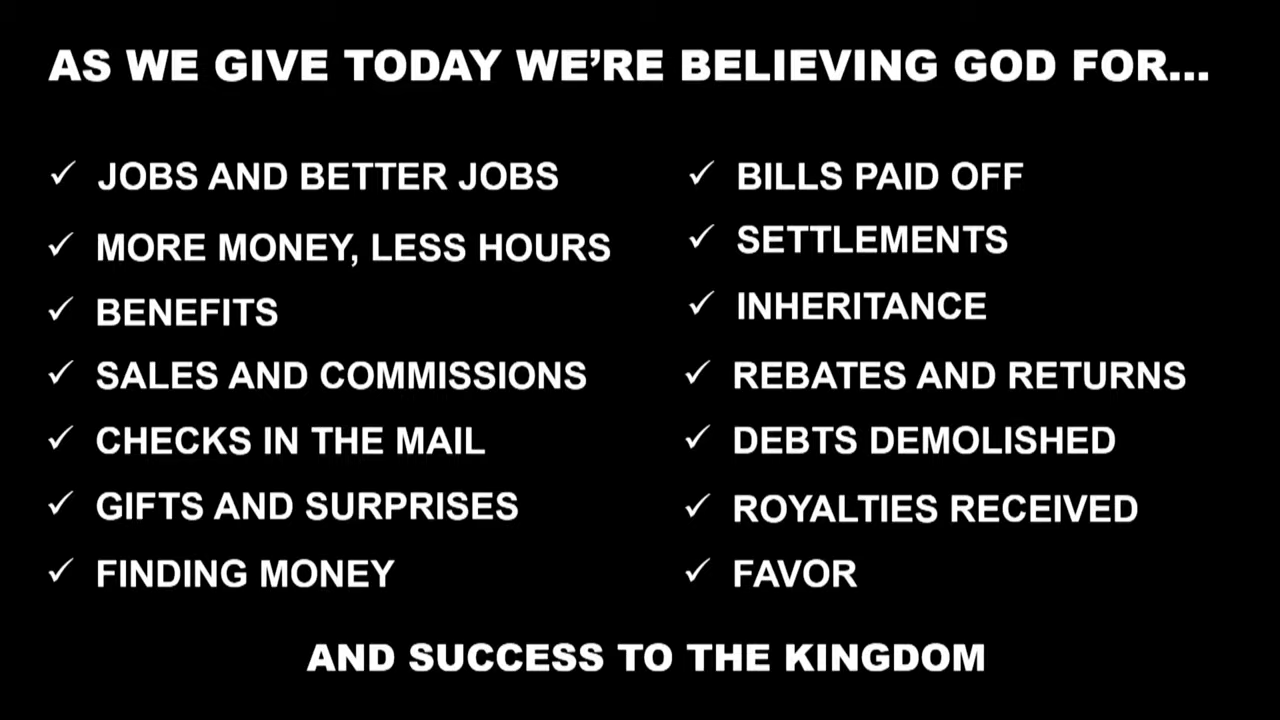 AS WE GIVE TODAY WE'RE BELIEVING GOD FOR...
✓ JOBS AND BETTER JOBS
✓ MORE MONEY, LESS HOURS
✓ BENEFITS
✓ SALES AND COMMISSIONS
✓ CHECKS IN THE MAIL
✓ GIFTS AND SURPRISES
✓ FINDING MONEY
✓ BILLS PAID OFF
✓ SETTLEMENTS
✓ INHERITANCE
✓ REBATES AND RETURNS
✓ DEBTS DEMOLISHED
✓ ROYALTIES RECEIVED
✓ FAVOR
AND SUCCESS TO THE KINGDOM